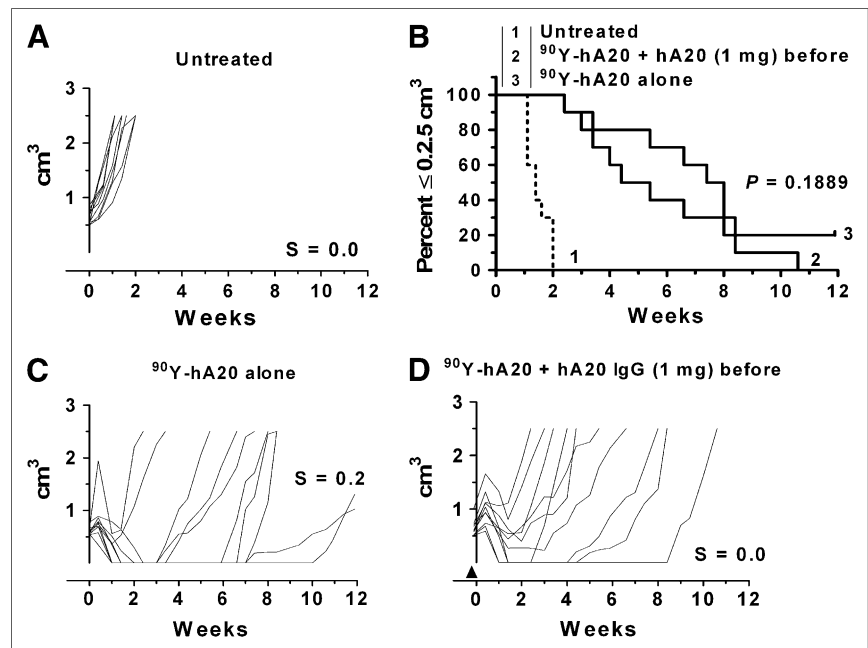 A
Untreated
3
2
1
cm³
S = 0.0
0 2 4 6 8 10 12
Weeks
B
1 Untreated
2 ⁹⁰Y-hA20 + hA20 (1 mg) before
3 ⁹⁰Y-hA20 alone
100
80
60
40
20
0
Percent ≤ 0.2.5 cm³
P = 0.1889
1
3
2
0 2 4 6 8 10 12
Weeks
C
⁹⁰Y-hA20 alone
3
2
1
cm³
S = 0.2
0 2 4 6 8 10 12
Weeks
D
⁹⁰Y-hA20 + hA20 IgG (1 mg) before
3
2
1
cm³
S = 0.0
0 2 4 6 8 10 12
Weeks